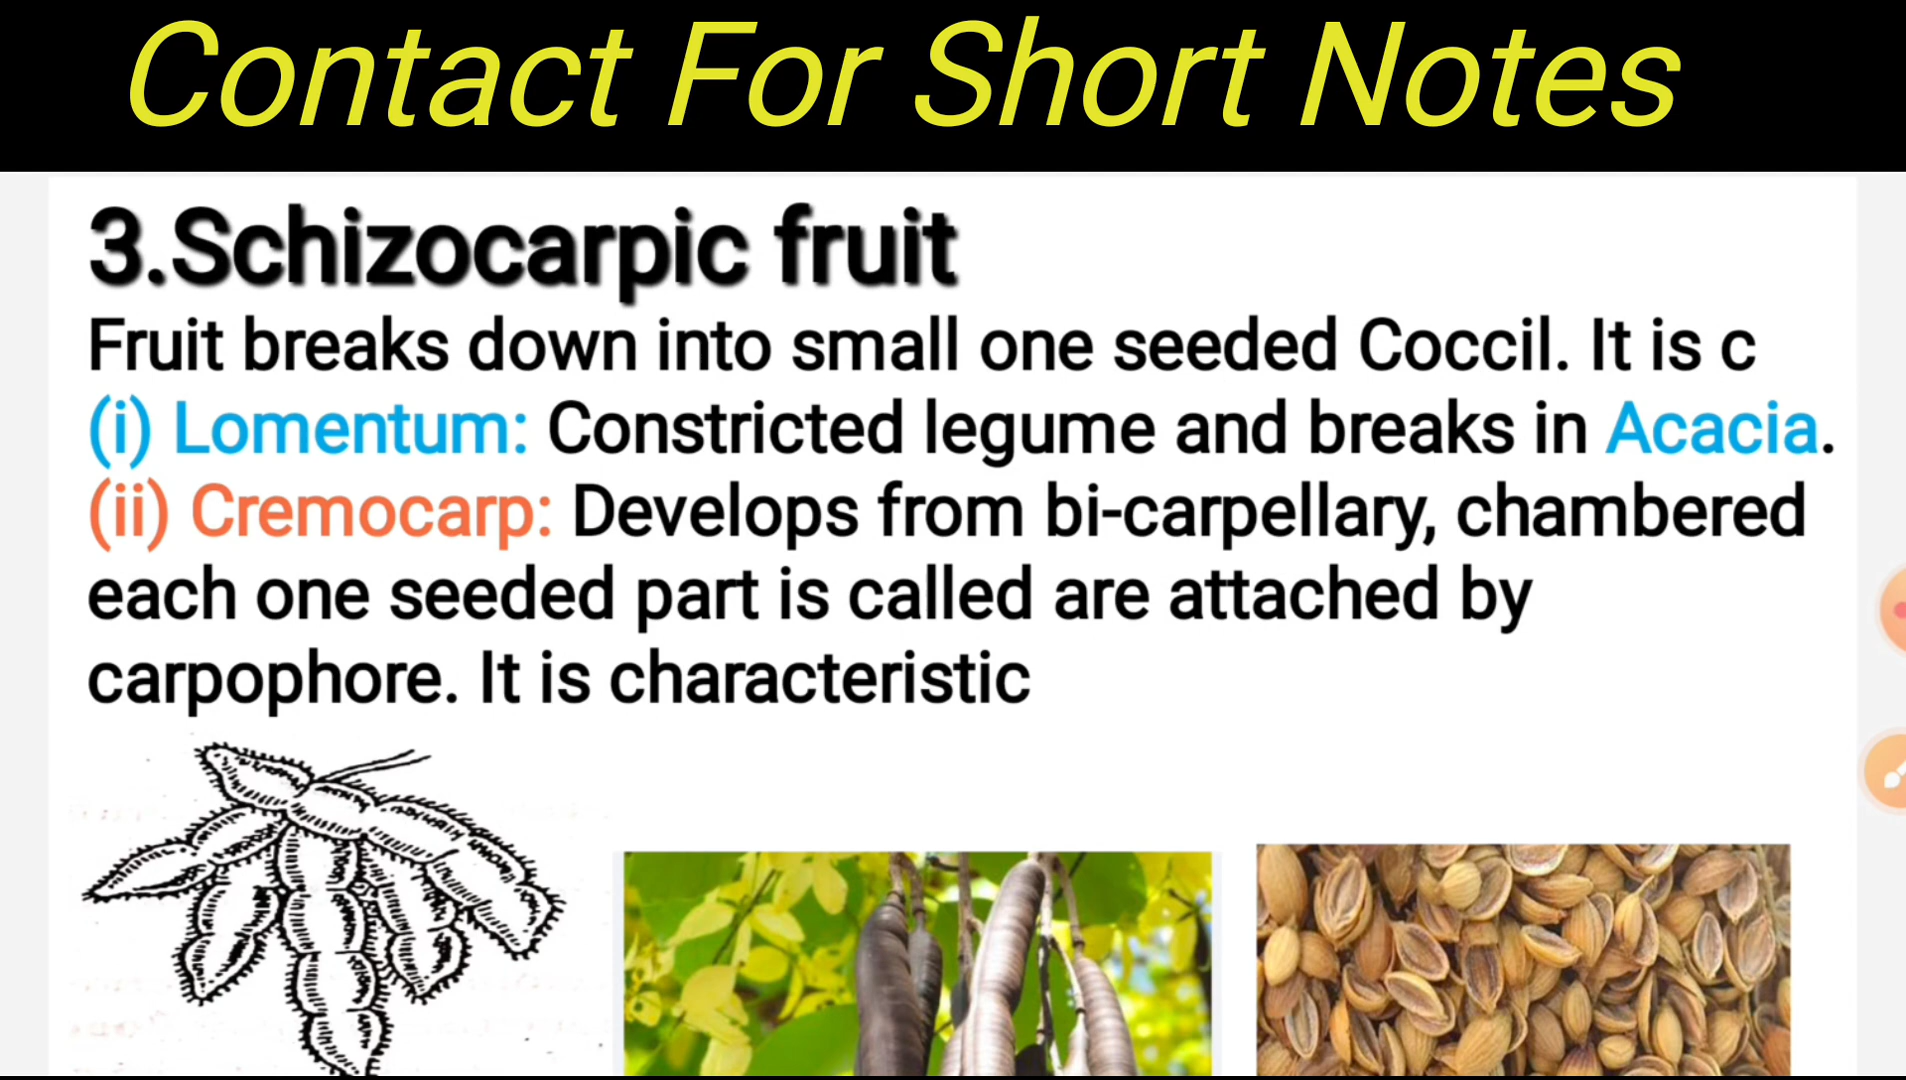 Contact For Short Notes
3.Schizocarpic fruit
Fruit breaks down into small one seeded Coccil. It is c
(i) Lomentum: Constricted legume and breaks in Acacia.
(ii) Cremocarp: Develops from bi-carpellary, chambered
each one seeded part is called are attached by
carpophore. It is characteristic